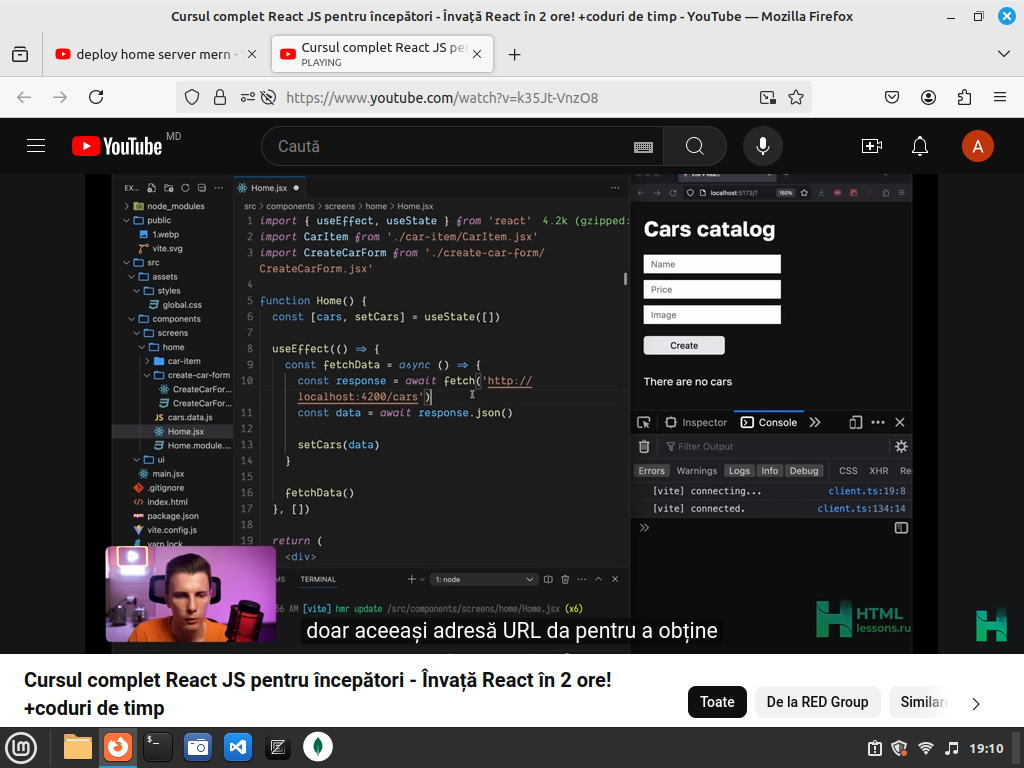 Cursul complet React JS pentru începători - Învață React în 2 ore! +coduri de timp - YouTube — Mozilla Firefox
deploy home server mern -
Cursul complet React JS per
PLAYING
https://www.youtube.com/watch?v=k35Jt-VnzO8
YouTube MD
Caută
A
EX...
node_modules
public
1.webp
vite.svg
src
assets
styles
global.css
components
screens
home
car-item
create-car-form
CreateCarFor...
CreateCarFor...
cars.data.js
Home.jsx
Home.module....
ui
main.jsx
.gitignore
index.html
package.json
vite.config.js
yarn.lock
Home.jsx
src > components > screens > home > Home.jsx
1 import { useEffect, useState } from 'react' 4.2k (gzipped:
2 import CarItem from './car-item/CarItem.jsx'
3 import CreateCarForm from './create-car-form/
CreateCarForm.jsx'
4
5 function Home() {
6 const [cars, setCars] = useState([])
7
8 useEffect(() => {
9 const fetchData = async () => {
10 const response = await fetch('http://
localhost:4200/cars')
11 const data = await response.json()
12
13 setCars(data)
14 }
15
16 fetchData()
17 }, [])
18
19 return (
<div>
MS TERMINAL
1: node
56 AM [vite] hmr update /src/components/screens/home/Home.jsx (x6)
localhost:5173/?
160%
Cars catalog
Name
Price
Image
Create
There are no cars
Inspector
Console
Filter Output
Errors Warnings Logs Info Debug CSS XHR Re
[vite] connecting... client.ts:19:8
[vite] connected. client.ts:134:14
HTML
lessons.ru
doar aceeași adresă URL da pentru a obține
Cursul complet React JS pentru începători - Învață React în 2 ore!
+coduri de timp
Toate
De la RED Group
Similare
19:10